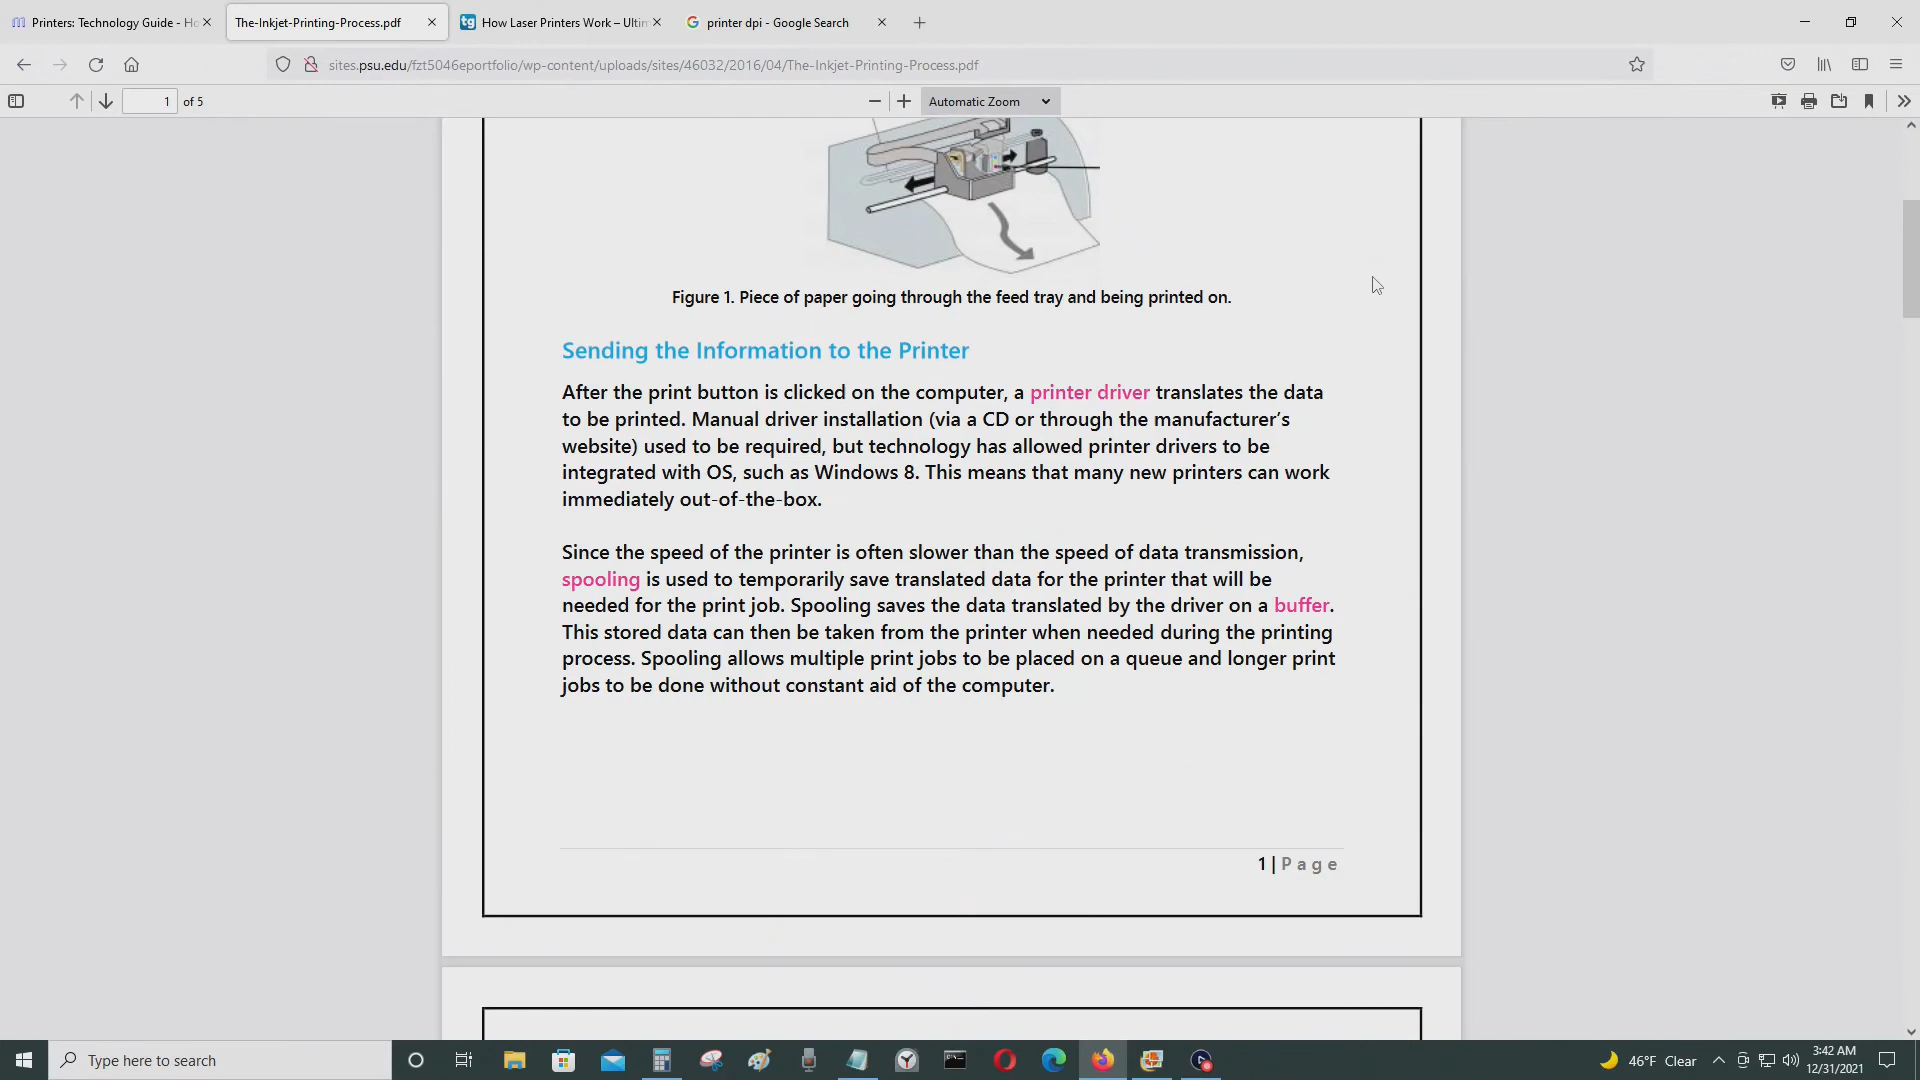 Printers: Technology Guide - Ho
The-Inkjet-Printing-Process.pdf
How Laser Printers Work – Ultim
printer dpi - Google Search
sites.psu.edu/fzt5046eportfolio/wp-content/uploads/sites/46032/2016/04/The-Inkjet-Printing-Process.pdf
1 of 5
Automatic Zoom
Figure 1. Piece of paper going through the feed tray and being printed on.
Sending the Information to the Printer
After the print button is clicked on the computer, a printer driver translates the data
to be printed. Manual driver installation (via a CD or through the manufacturer's
website) used to be required, but technology has allowed printer drivers to be
integrated with OS, such as Windows 8. This means that many new printers can work
immediately out-of-the-box.
Since the speed of the printer is often slower than the speed of data transmission,
spooling is used to temporarily save translated data for the printer that will be
needed for the print job. Spooling saves the data translated by the driver on a buffer.
This stored data can then be taken from the printer when needed during the printing
process. Spooling allows multiple print jobs to be placed on a queue and longer print
jobs to be done without constant aid of the computer.
1 | Page
Type here to search
46°F Clear
3:42 AM
12/31/2021